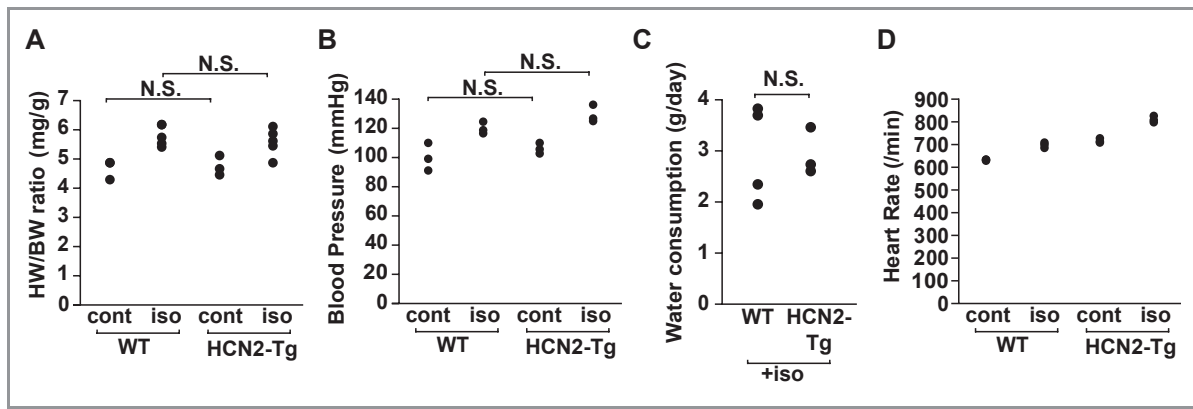 A
HW/BW ratio (mg/g)
7
6
5
4
3
2
1
0
N.S.
N.S.
cont iso cont iso
WT HCN2-Tg
B
Blood Pressure (mmHg)
140
120
100
80
60
40
20
0
N.S.
N.S.
cont iso cont iso
WT HCN2-Tg
C
Water consumption (g/day)
4
3
2
1
0
N.S.
WT HCN2-
Tg
+iso
D
Heart Rate (/min)
900
800
700
600
500
400
300
200
100
0
cont iso cont iso
WT HCN2-Tg